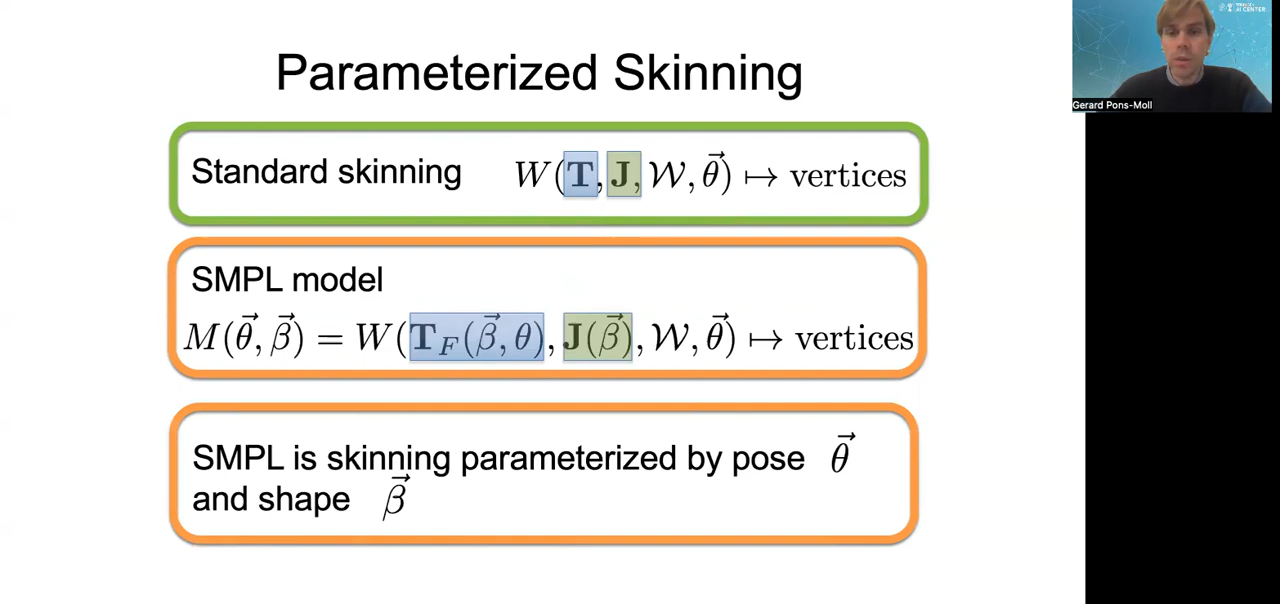 Parameterized Skinning
Standard skinning W(T, J, 𝒲, θ⃗) ↦ vertices
SMPL model
M(θ⃗, β⃗) = W(T_F(β⃗, θ), J(β⃗), 𝒲, θ⃗) ↦ vertices
SMPL is skinning parameterized by pose θ⃗
and shape β⃗
AI CENTER
Gerard Pons-Moll